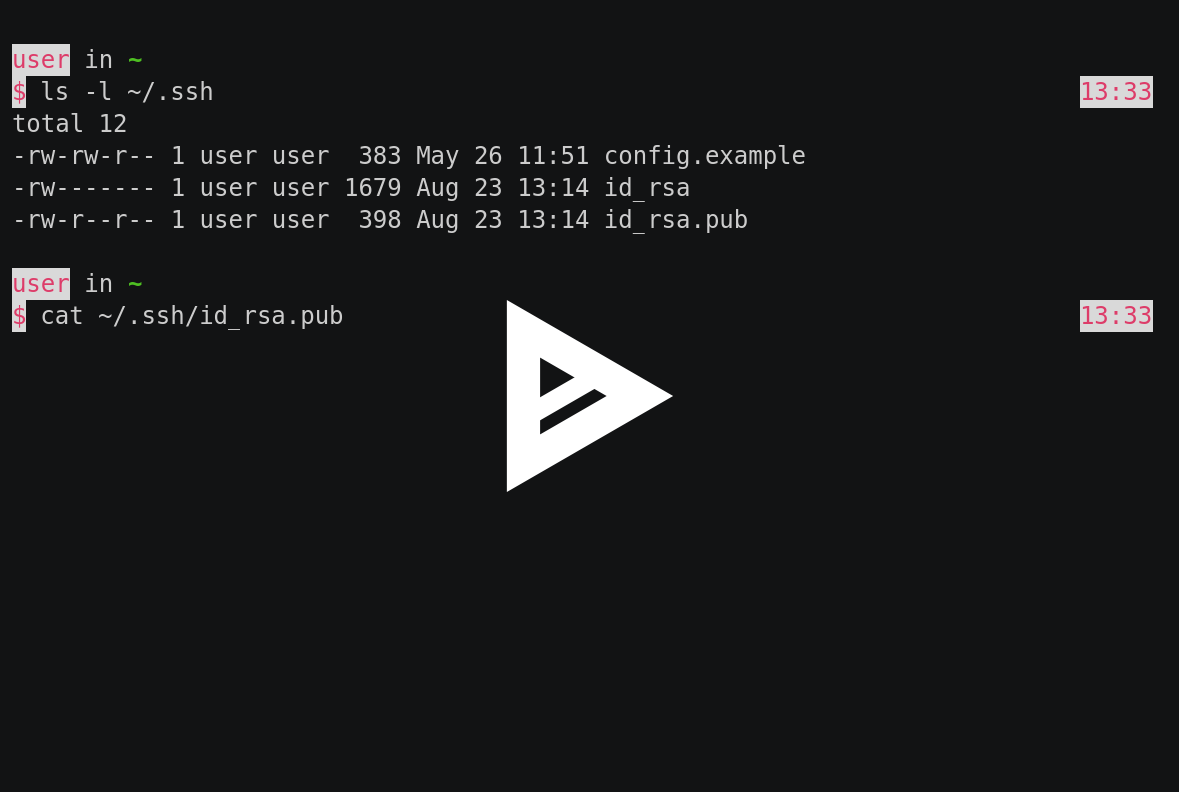 user in ~
$ ls -l ~/.ssh 13:33
total 12
-rw-rw-r-- 1 user user  383 May 26 11:51 config.example
-rw------- 1 user user 1679 Aug 23 13:14 id_rsa
-rw-r--r-- 1 user user  398 Aug 23 13:14 id_rsa.pub
user in ~
$ cat ~/.ssh/id_rsa.pub 13:33